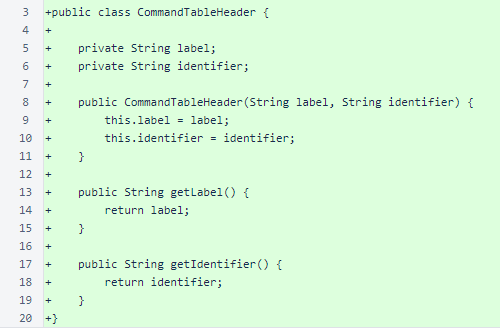 3 +public class CommandTableHeader {
4 +
5 +    private String label;
6 +    private String identifier;
7 +
8 +    public CommandTableHeader(String label, String identifier) {
9 +        this.label = label;
10 +        this.identifier = identifier;
11 +    }
12 +
13 +    public String getLabel() {
14 +        return label;
15 +    }
16 +
17 +    public String getIdentifier() {
18 +        return identifier;
19 +    }
20 +}